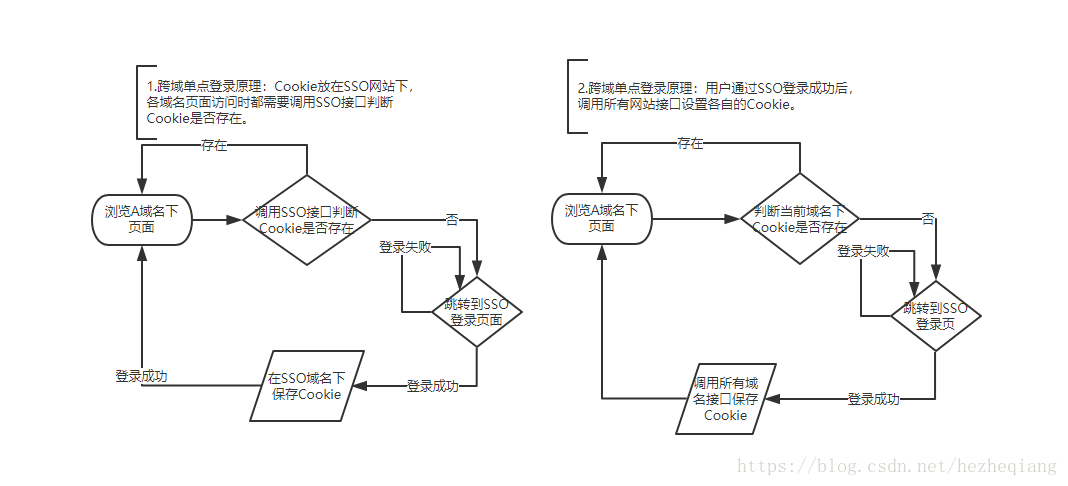 1.跨域单点登录原理：Cookie放在SSO网站下，
各域名页面访问时都需要调用SSO接口判断
Cookie是否存在。
存在
浏览A域名下
页面
调用SSO接口判断
Cookie是否存在
否
登录失败
跳转到SSO
登录页面
登录成功
在SSO域名下
保存Cookie
登录成功
2.跨域单点登录原理：用户通过SSO登录成功后，
调用所有网站接口设置各自的Cookie。
存在
浏览A域名下
页面
判断当前域名下
Cookie是否存在
否
登录失败
跳转到SSO
登录页
登录成功
调用所有域
名接口保存
Cookie
https://blog.csdn.net/hezheqiang